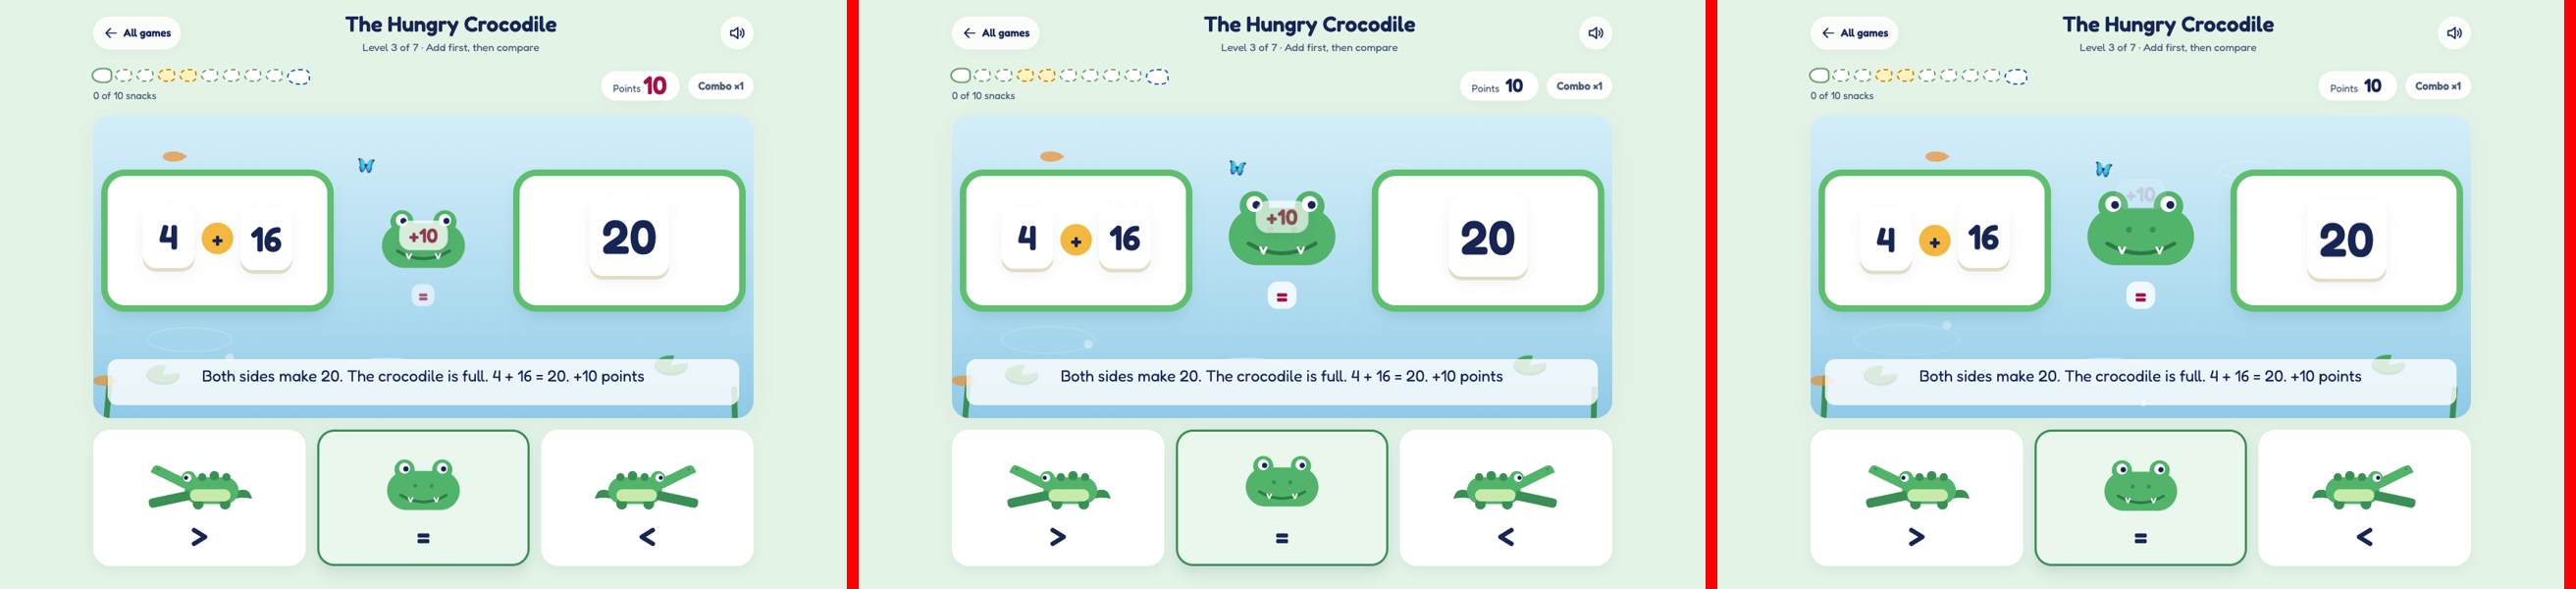 All games
The Hungry Crocodile
Level 3 of 7 · Add first, then compare
0 of 10 snacks
Points 10
Combo ×1
4 + 16
+10
20
=
Both sides make 20. The crocodile is full. 4 + 16 = 20. +10 points
> = <
All games
The Hungry Crocodile
Level 3 of 7 · Add first, then compare
0 of 10 snacks
Points 10
Combo ×1
4 + 16
+10
20
=
Both sides make 20. The crocodile is full. 4 + 16 = 20. +10 points
> = <
All games
The Hungry Crocodile
Level 3 of 7 · Add first, then compare
0 of 10 snacks
Points 10
Combo ×1
+10
4 + 16
20
=
Both sides make 20. The crocodile is full. 4 + 16 = 20. +10 points
> = <